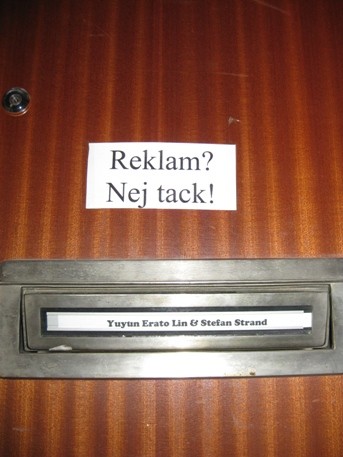 Reklam?
Nej tack!
Yuyun Erato Lin & Stefan Strand